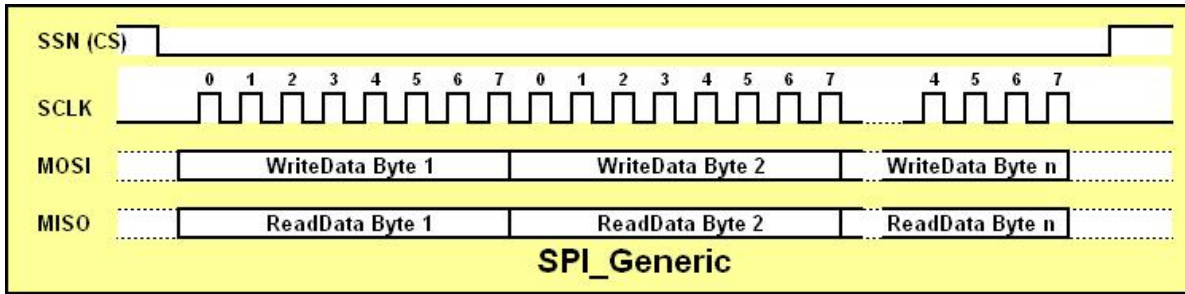 SSN (CS)
0 1 2 3 4 5 6 7 0 1 2 3 4 5 6 7 4 5 6 7
SCLK
MOSI WriteData Byte 1 WriteData Byte 2 WriteData Byte n
MISO ReadData Byte 1 ReadData Byte 2 ReadData Byte n
SPI_Generic